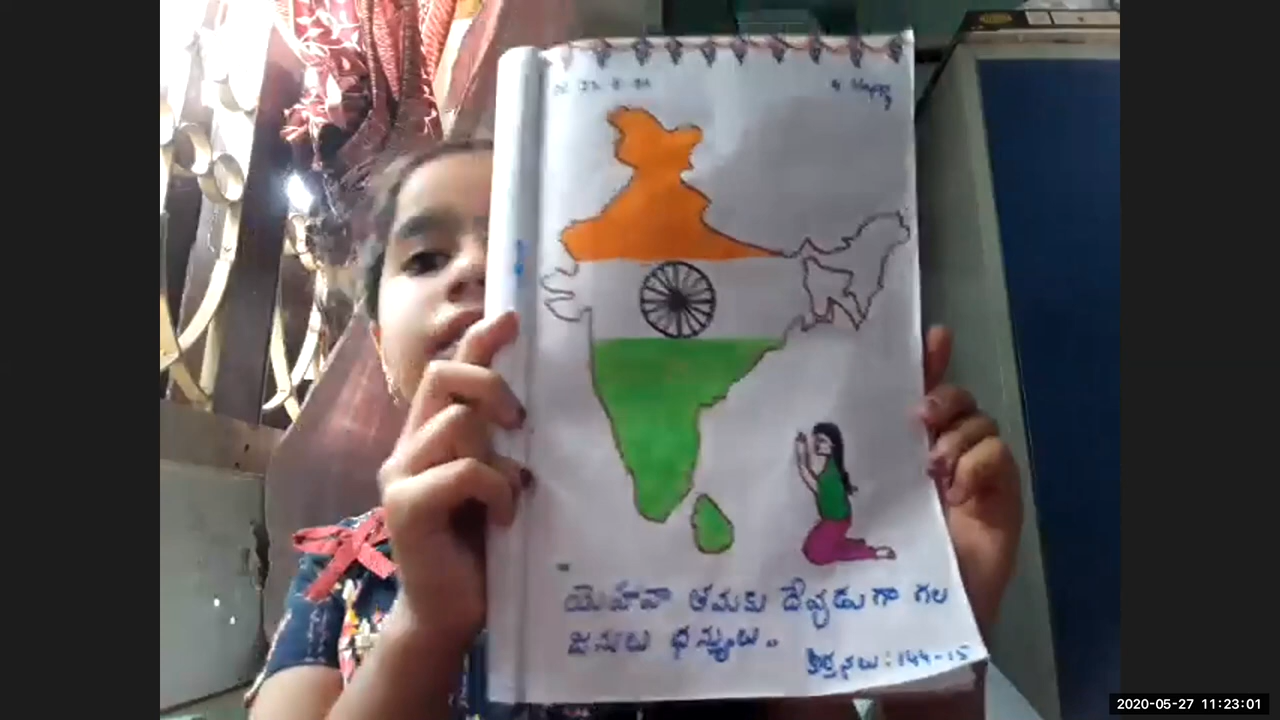 యెహోవా తమకు దేవుడుగా గల
జనులు ధన్యులు.
కీర్తనలు : 144-15
2020-05-27 11:23:01